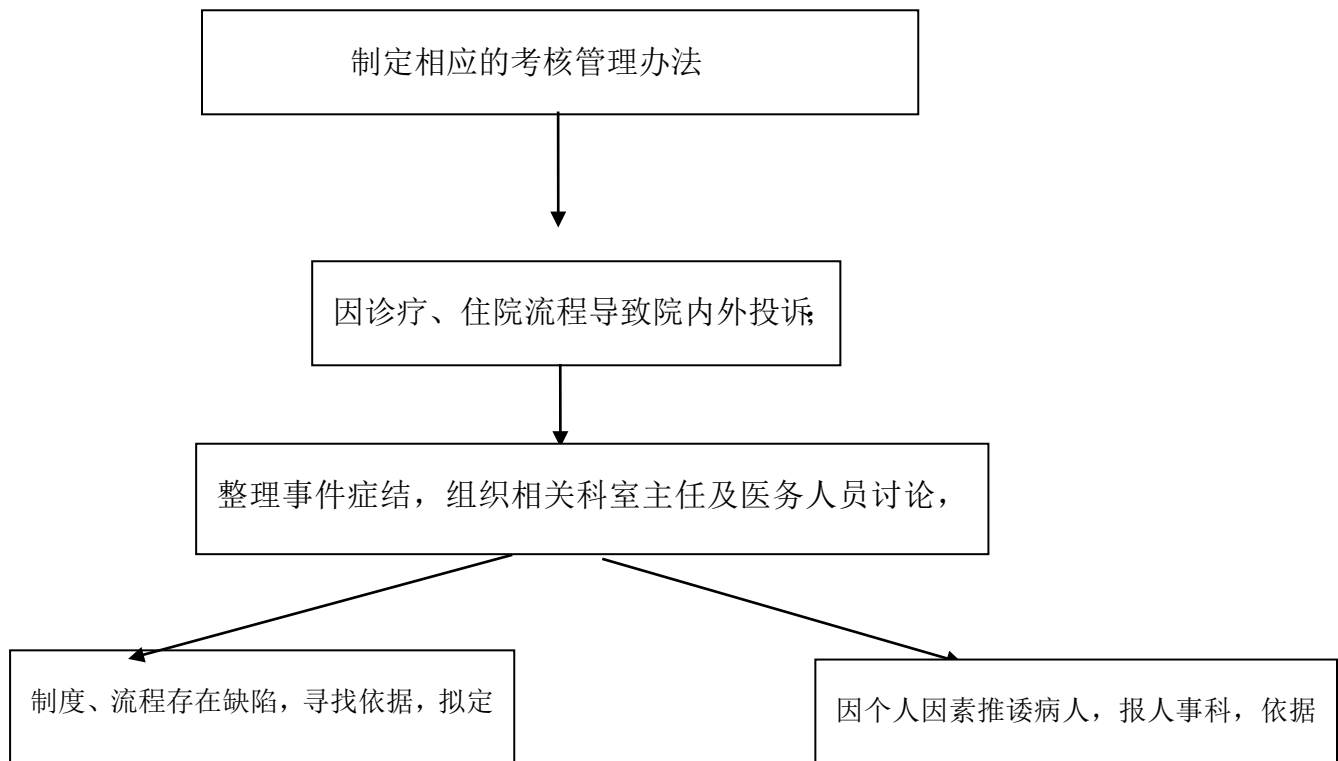 制定相应的考核管理办法
因诊疗、住院流程导致院内外投诉;
整理事件症结，组织相关科室主任及医务人员讨论，
制度、流程存在缺陷，寻找依据，拟定
因个人因素推诿病人，报人事科，依据